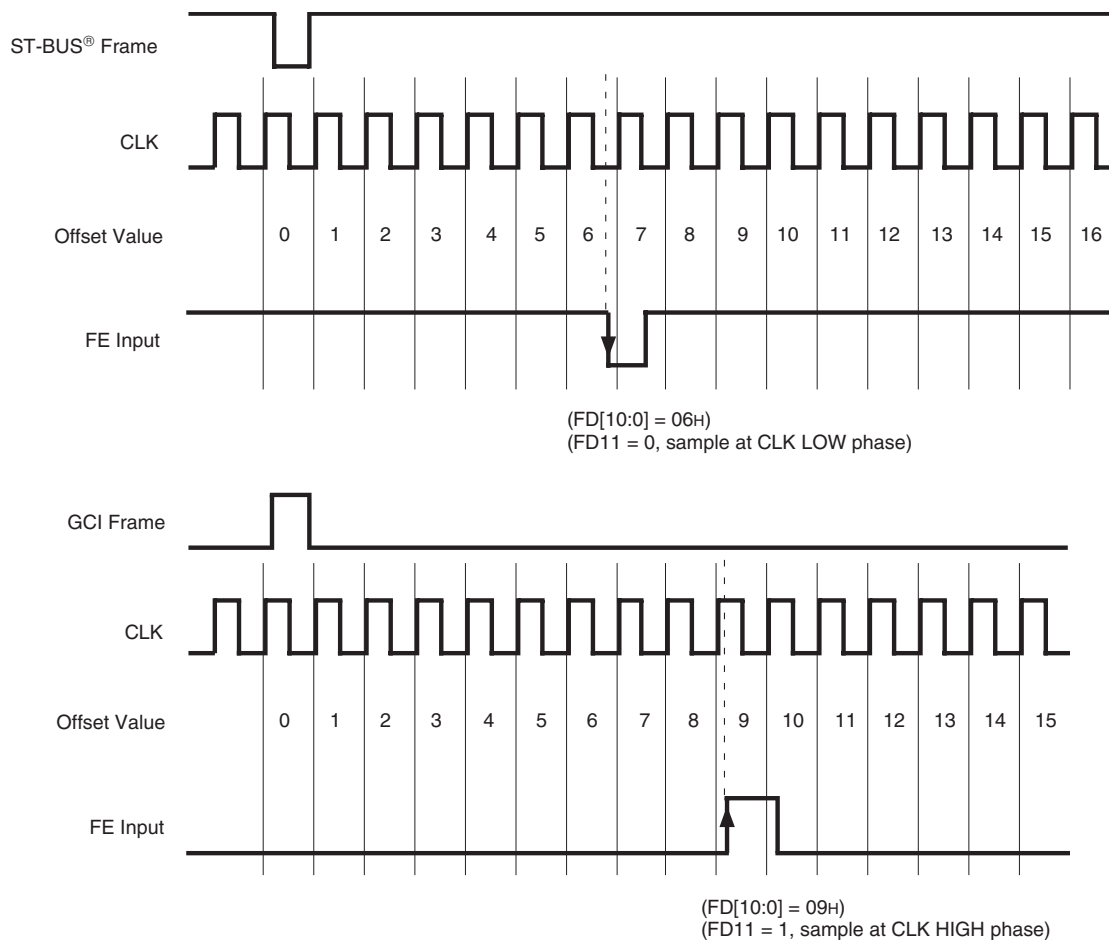 ST-BUS® Frame
CLK
Offset Value 0 1 2 3 4 5 6 7 8 9 10 11 12 13 14 15 16
FE Input
(FD[10:0] = 06H)
(FD11 = 0, sample at CLK LOW phase)
GCI Frame
CLK
Offset Value 0 1 2 3 4 5 6 7 8 9 10 11 12 13 14 15
FE Input
(FD[10:0] = 09H)
(FD11 = 1, sample at CLK HIGH phase)